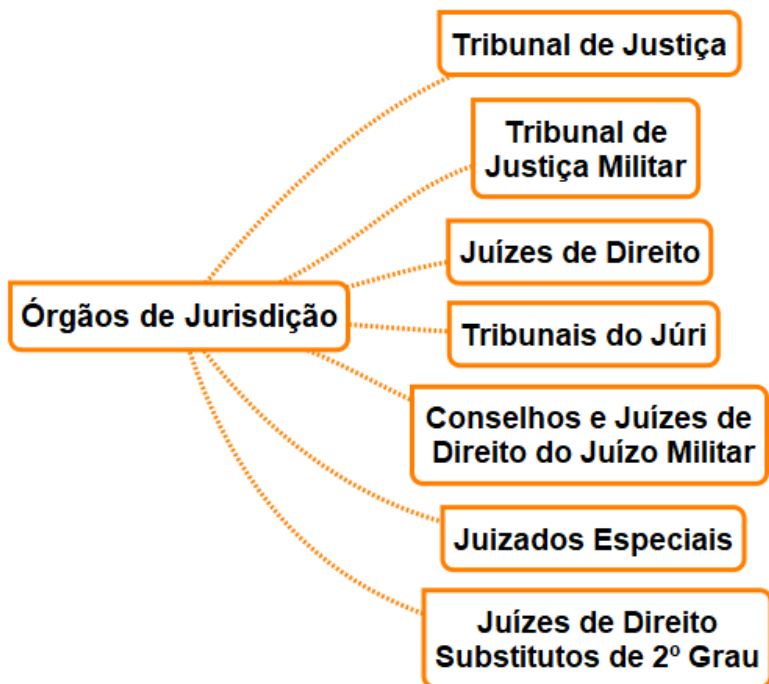 Tribunal de Justiça
Tribunal de
Justiça Militar
Juízes de Direito
Órgãos de Jurisdição
Tribunais do Júri
Conselhos e Juízes de
Direito do Juízo Militar
Juizados Especiais
Juízes de Direito
Substitutos de 2º Grau